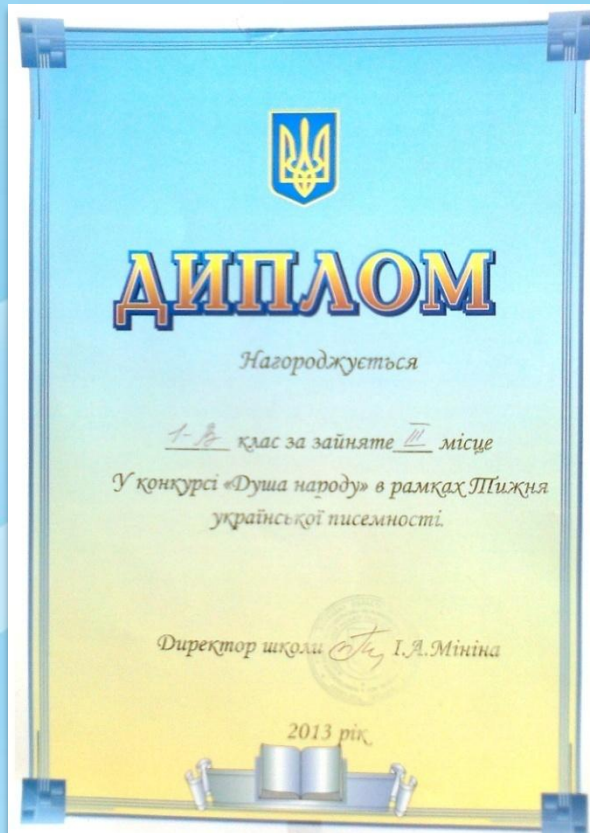 ДИПЛОМ
Нагороджується
1-В клас за зайняте III місце
У конкурсі «Душа народу» в рамках Тижня
української писемності.
Директор школи І.А.Мініна
2013 рік